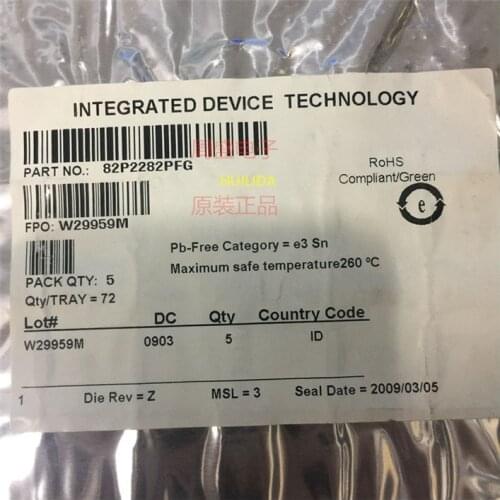 INTEGRATED DEVICE TECHNOLOGY
PART NO.: 82P2282PFG
RoHS
Compliant/Green
e
FPO: W29959M
HUILIDA
原装正品
Pb-Free Category = e3 Sn
Maximum safe temperature260 ºC
PACK QTY: 5
Qty/TRAY = 72
Lot# DC Qty Country Code
W29959M 0903 5 ID
1 Die Rev = Z MSL = 3 Seal Date = 2009/03/05